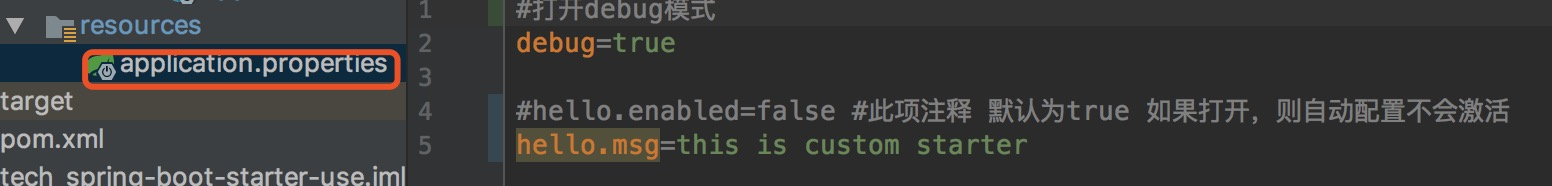 resources
application.properties
target
pom.xml
tech_spring-boot-starter-use.iml
1 #打开debug模式
2 debug=true
3
4 #hello.enabled=false #此项注释 默认为true 如果打开，则自动配置不会激活
5 hello.msg=this is custom starter